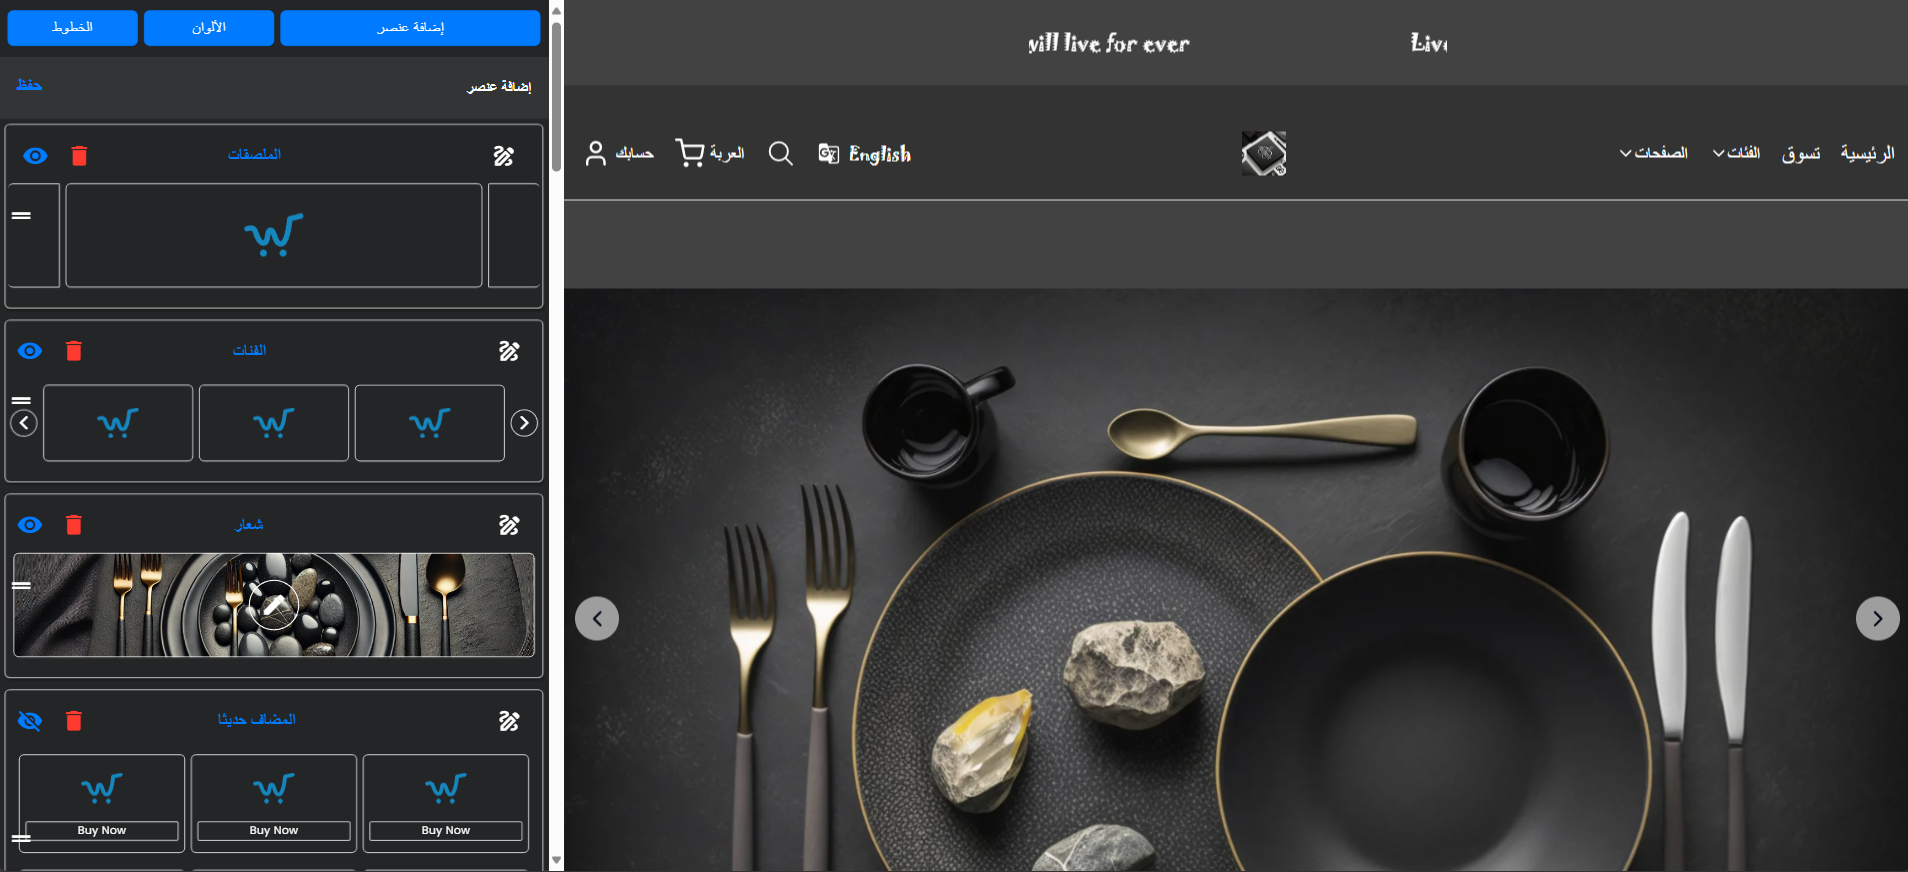 إضافة عنصر
الألوان
الخطوط
إضافة عنصر
حفظ
الملصقات
الفئات
شعار
المضاف حديثا
Buy Now
Buy Now
Buy Now
will live for ever
Live
الرئيسية
تسوق
الفئات
الصفحات
English
العربة
حسابك